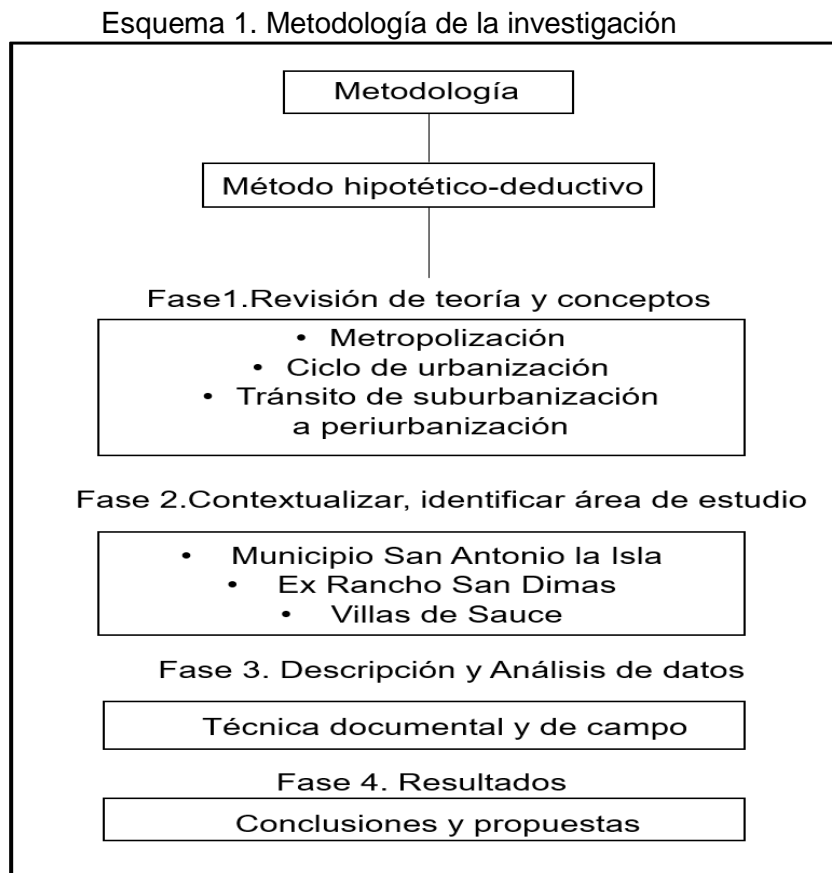 Esquema 1. Metodología de la investigación
Metodología
Método hipotético-deductivo
Fase1.Revisión de teoría y conceptos
• Metropolización
• Ciclo de urbanización
• Tránsito de suburbanización
a periurbanización
Fase 2.Contextualizar, identificar área de estudio
• Municipio San Antonio la Isla
• Ex Rancho San Dimas
• Villas de Sauce
Fase 3. Descripción y Análisis de datos
Técnica documental y de campo
Fase 4. Resultados
Conclusiones y propuestas